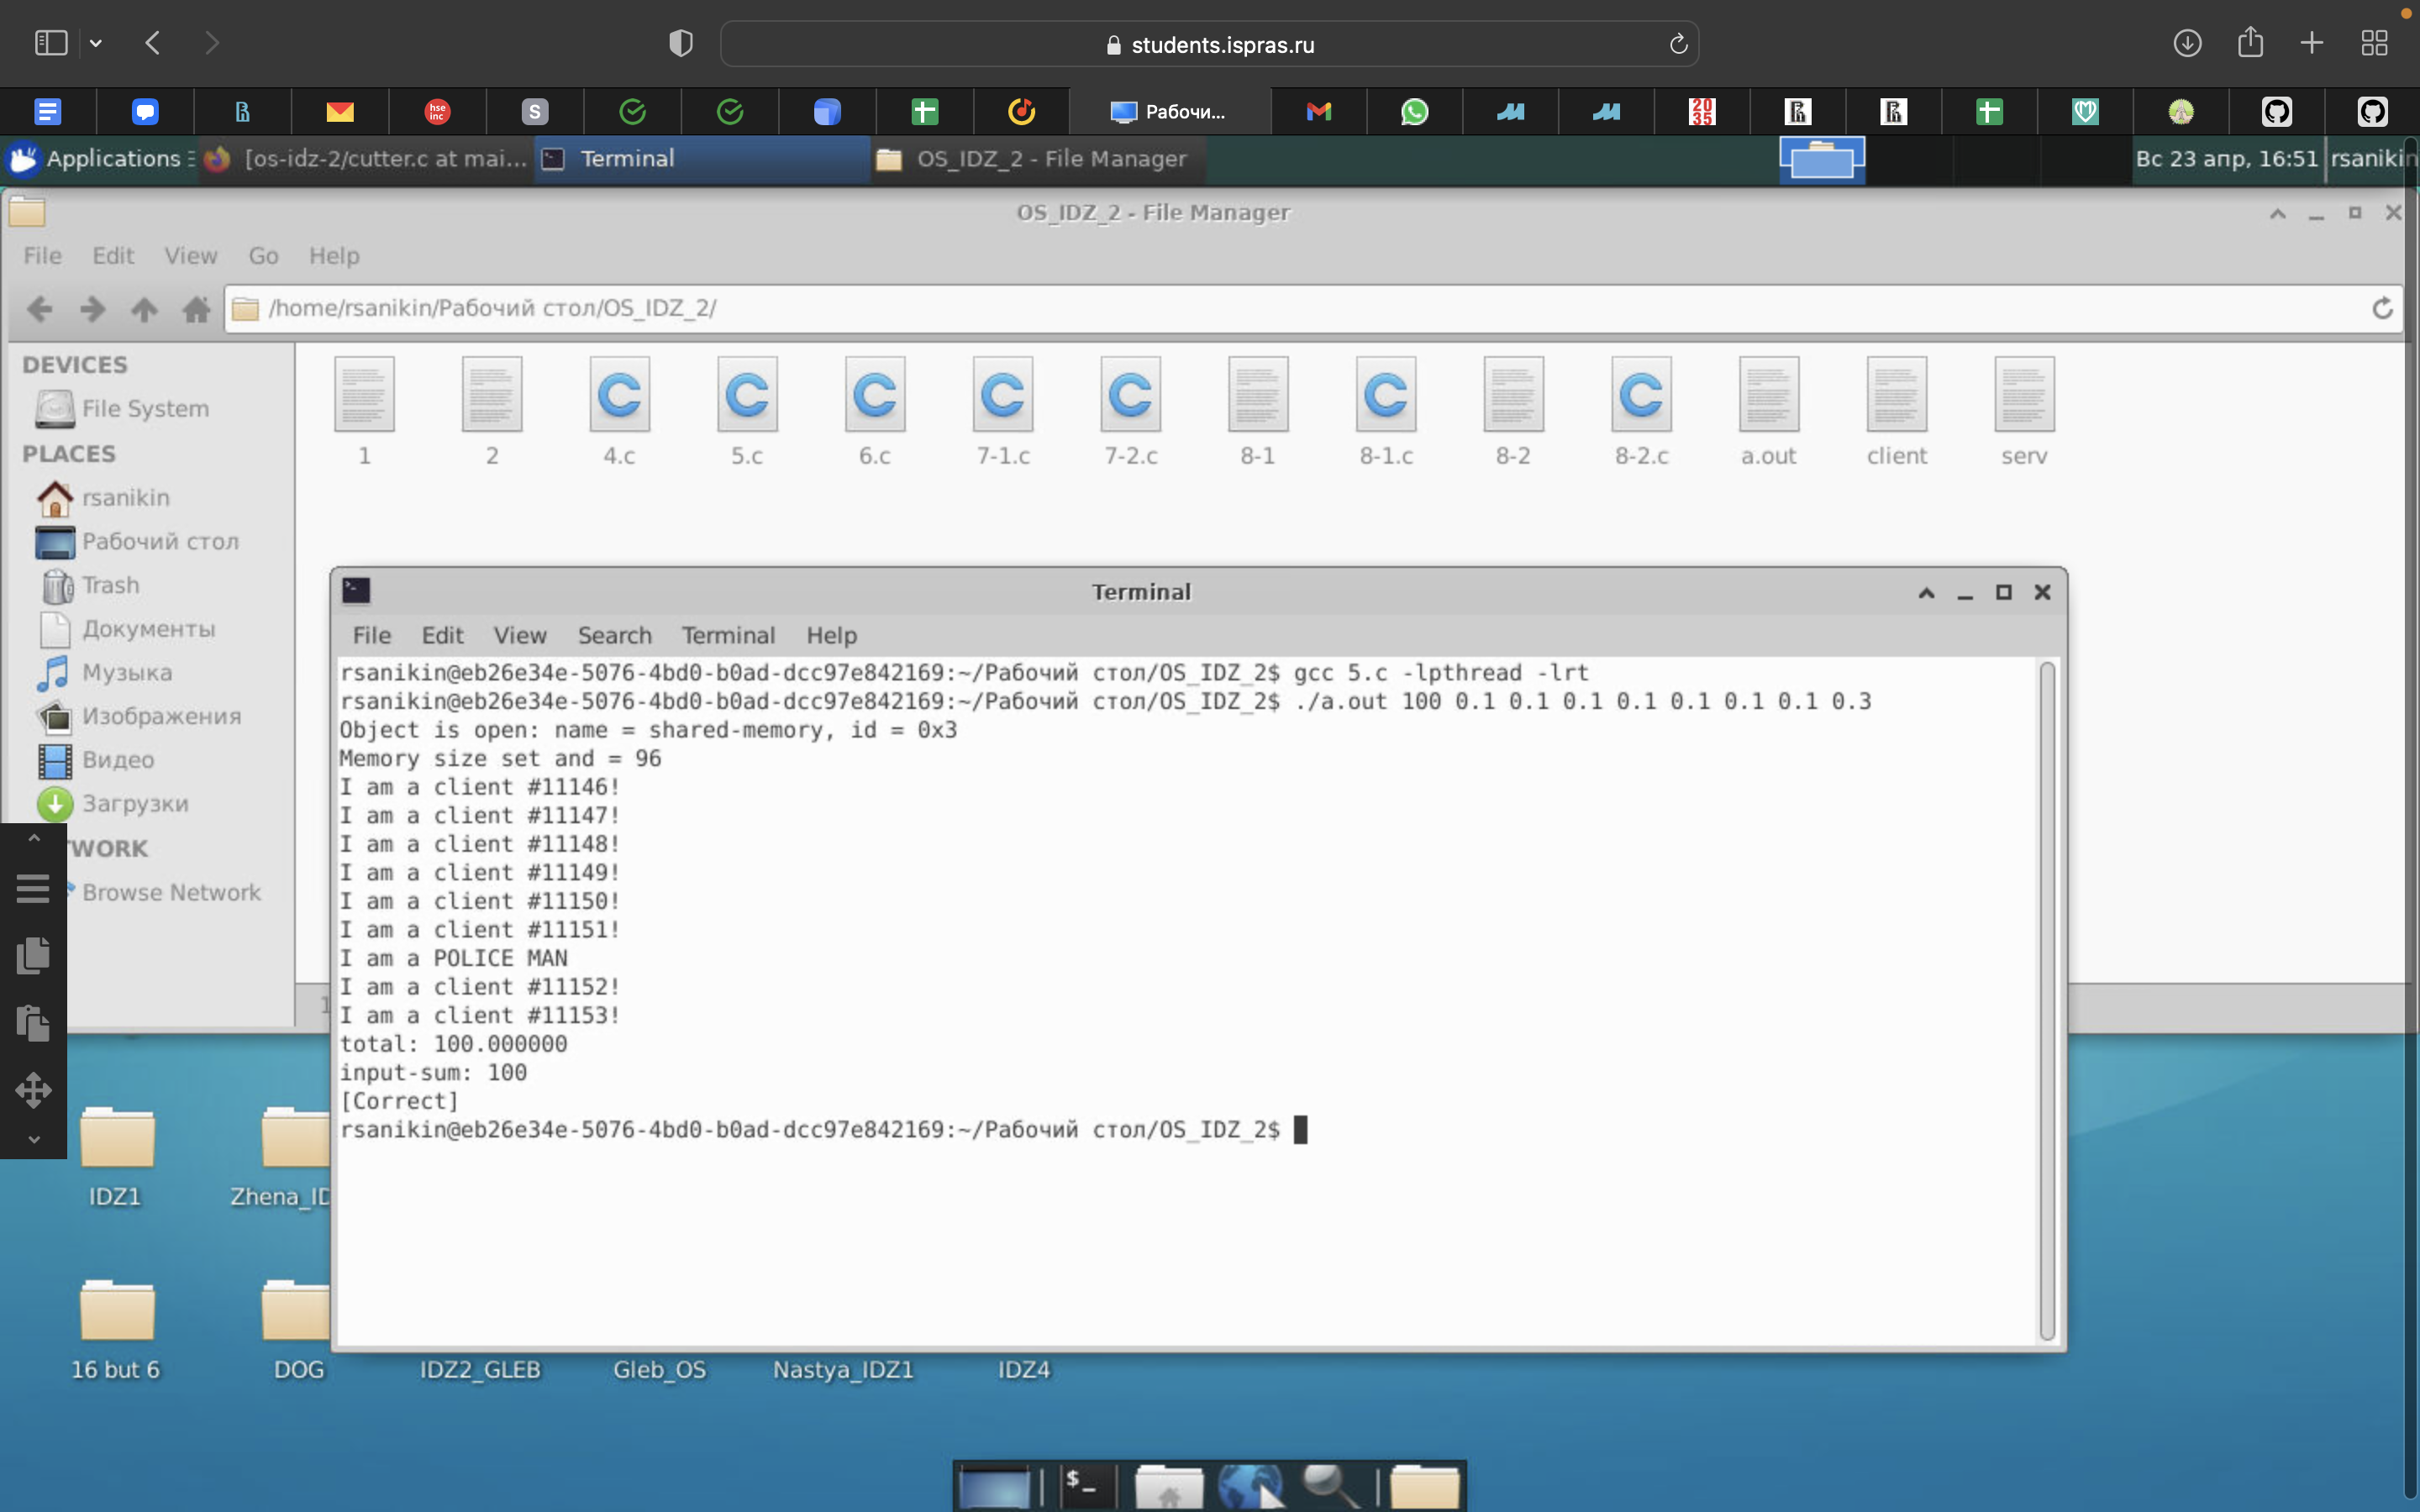 students.ispras.ru
hse inc
S
Рабочи...
20 35
Applications
[os-idz-2/cutter.c at mai...
Terminal
OS_IDZ_2 - File Manager
Вс 23 апр, 16:51
rsanikin
OS_IDZ_2 - File Manager
File Edit View Go Help
/home/rsanikin/Рабочий стол/OS_IDZ_2/
DEVICES
File System
PLACES
rsanikin
Рабочий стол
Trash
Документы
Музыка
Изображения
Видео
Загрузки
TWORK
Browse Network
1 2 4.c 5.c 6.c 7-1.c 7-2.c 8-1 8-1.c 8-2 8-2.c a.out client serv
Terminal
File Edit View Search Terminal Help
rsanikin@eb26e34e-5076-4bd0-b0ad-dcc97e842169:~/Рабочий стол/OS_IDZ_2$ gcc 5.c -lpthread -lrt
rsanikin@eb26e34e-5076-4bd0-b0ad-dcc97e842169:~/Рабочий стол/OS_IDZ_2$ ./a.out 100 0.1 0.1 0.1 0.1 0.1 0.1 0.1 0.3
Object is open: name = shared-memory, id = 0x3
Memory size set and = 96
I am a client #11146!
I am a client #11147!
I am a client #11148!
I am a client #11149!
I am a client #11150!
I am a client #11151!
I am a POLICE MAN
I am a client #11152!
I am a client #11153!
total: 100.000000
input-sum: 100
[Correct]
rsanikin@eb26e34e-5076-4bd0-b0ad-dcc97e842169:~/Рабочий стол/OS_IDZ_2$
IDZ1 Zhena_ID
16 but 6 DOG IDZ2_GLEB Gleb_OS Nastya_IDZ1 IDZ4